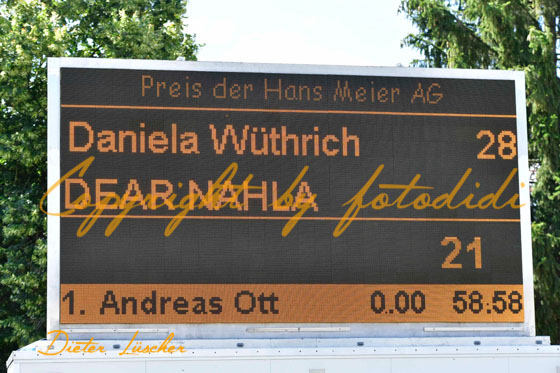 Preis der Hans Meier AG
Daniela Wüthrich 28
DEAR NAHLA
Copyright by fotodidi
21
1. Andreas Ott 0.00 58.58
Dieter Lüscher